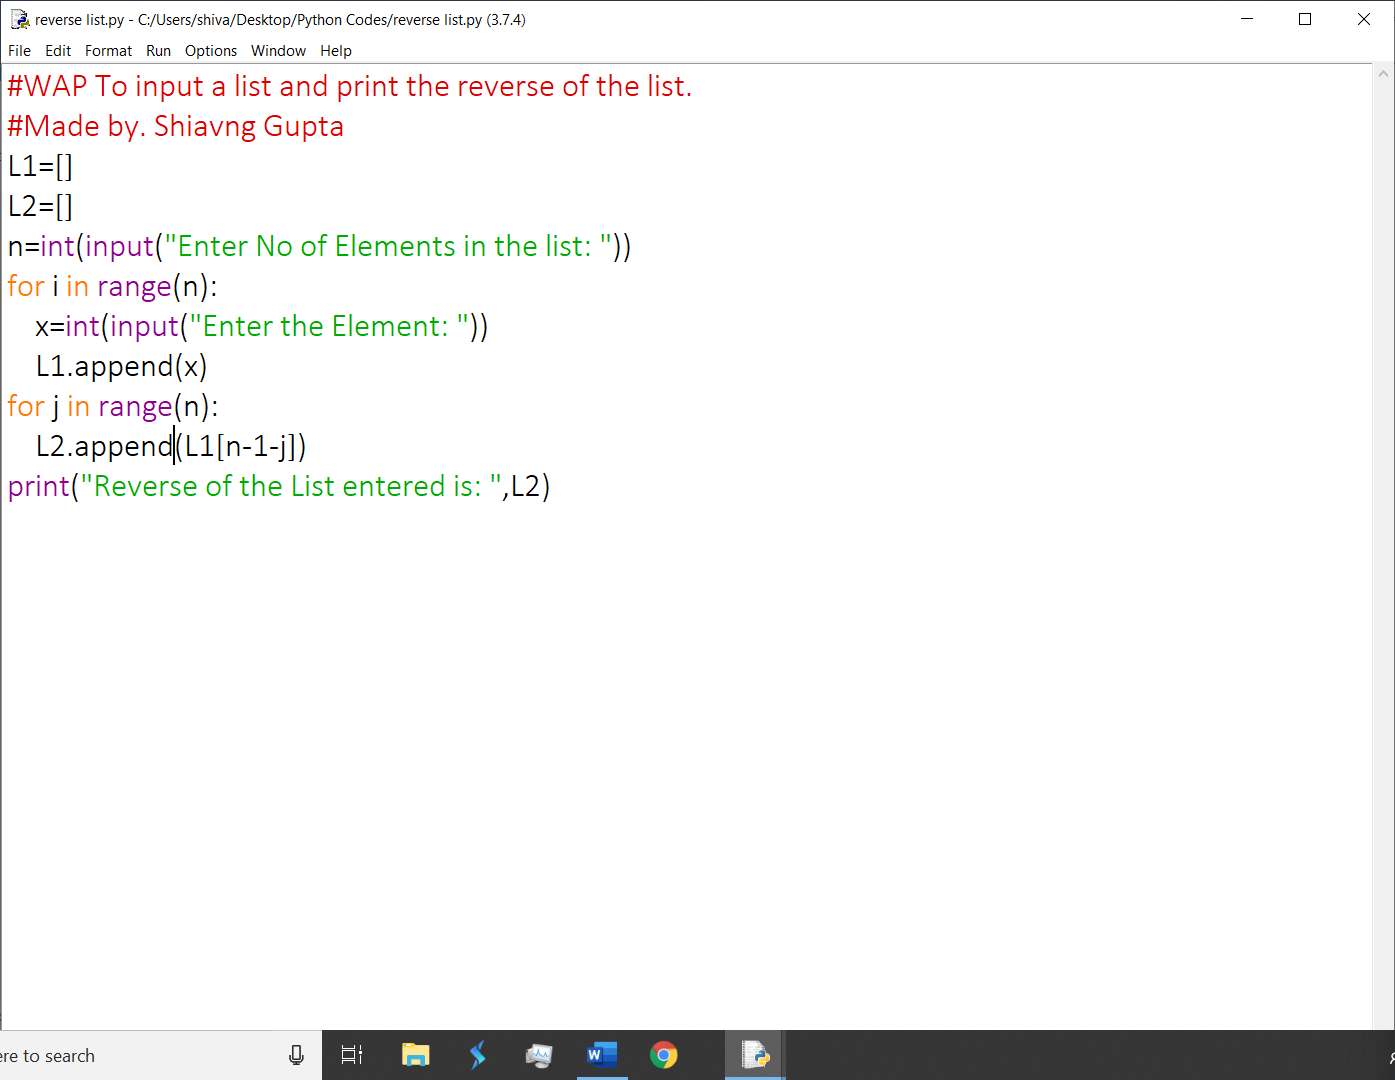 reverse list.py - C:/Users/shiva/Desktop/Python Codes/reverse list.py (3.7.4)
File Edit Format Run Options Window Help
#WAP To input a list and print the reverse of the list.
#Made by. Shiavng Gupta
L1=[]
L2=[]
n=int(input("Enter No of Elements in the list: "))
for i in range(n):
    x=int(input("Enter the Element: "))
    L1.append(x)
for j in range(n):
    L2.append(L1[n-1-j])
print("Reverse of the List entered is: ",L2)
ere to search
W